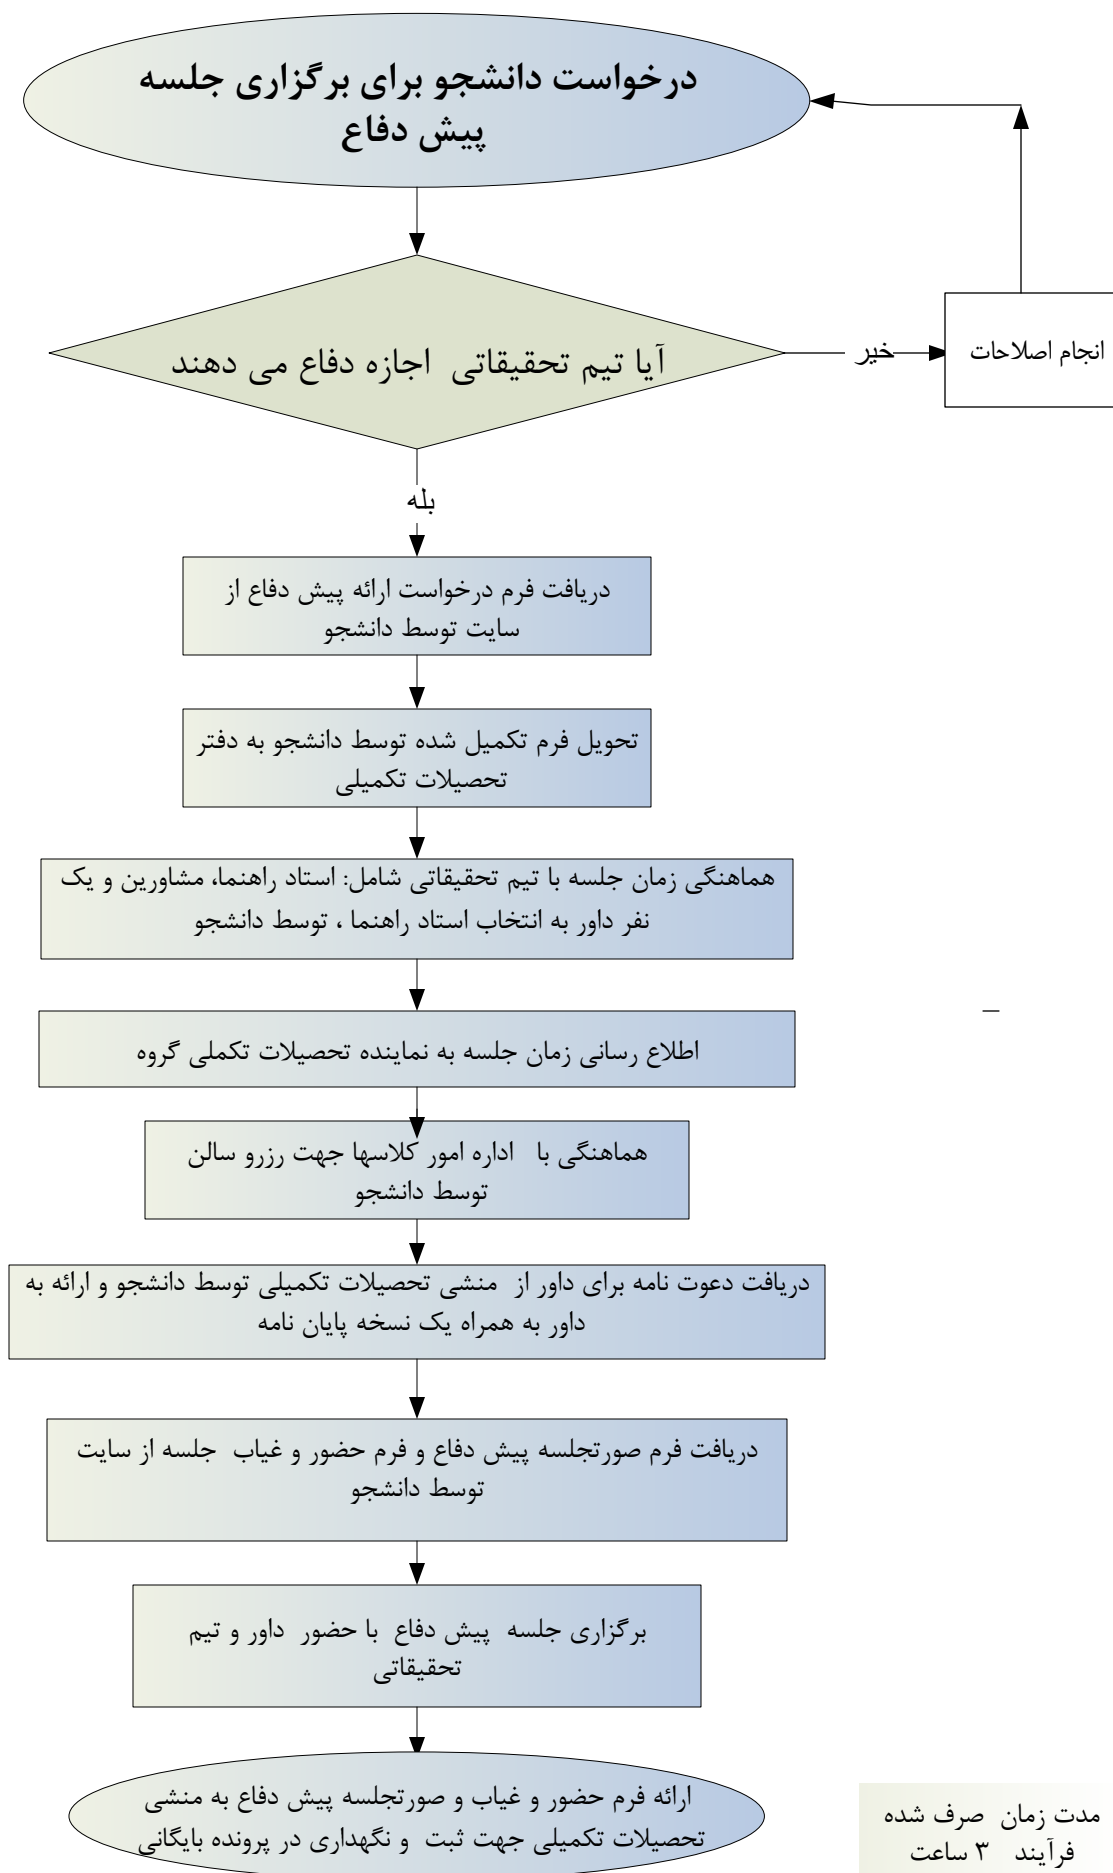 درخواست دانشجو برای برگزاری جلسه
پیش دفاع
آیا تیم تحقیقاتی اجازه دفاع می دهند
خیر
انجام اصلاحات
بله
دریافت فرم درخواست ارائه پیش دفاع از
سایت توسط دانشجو
تحویل فرم تکمیل شده توسط دانشجو به دفتر
تحصیلات تکمیلی
هماهنگی زمان جلسه با تیم تحقیقاتی شامل: استاد راهنما، مشاورین و یک
نفر داور به انتخاب استاد راهنما ، توسط دانشجو
اطلاع رسانی زمان جلسه به نماینده تحصیلات تکملی گروه
هماهنگی با اداره امور کلاسها جهت رزرو سالن
توسط دانشجو
دریافت دعوت نامه برای داور از منشی تحصیلات تکمیلی توسط دانشجو و ارائه به
داور به همراه یک نسخه پایان نامه
دریافت فرم صورتجلسه پیش دفاع و فرم حضور و غیاب جلسه از سایت
توسط دانشجو
برگزاری جلسه پیش دفاع با حضور داور و تیم
تحقیقاتی
ارائه فرم حضور و غیاب و صورتجلسه پیش دفاع به منشی
تحصیلات تکمیلی جهت ثبت و نگهداری در پرونده بایگانی
مدت زمان صرف شده
فرآیند ۳ ساعت